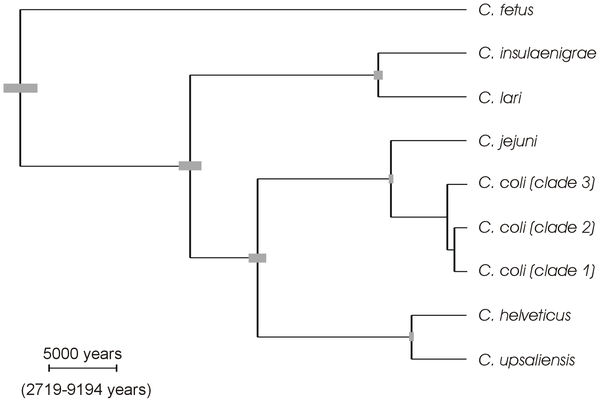 C. fetus
C. insulaenigrae
C. lari
C. jejuni
C. coli (clade 3)
C. coli (clade 2)
C. coli (clade 1)
C. helveticus
C. upsaliensis
5000 years
(2719-9194 years)